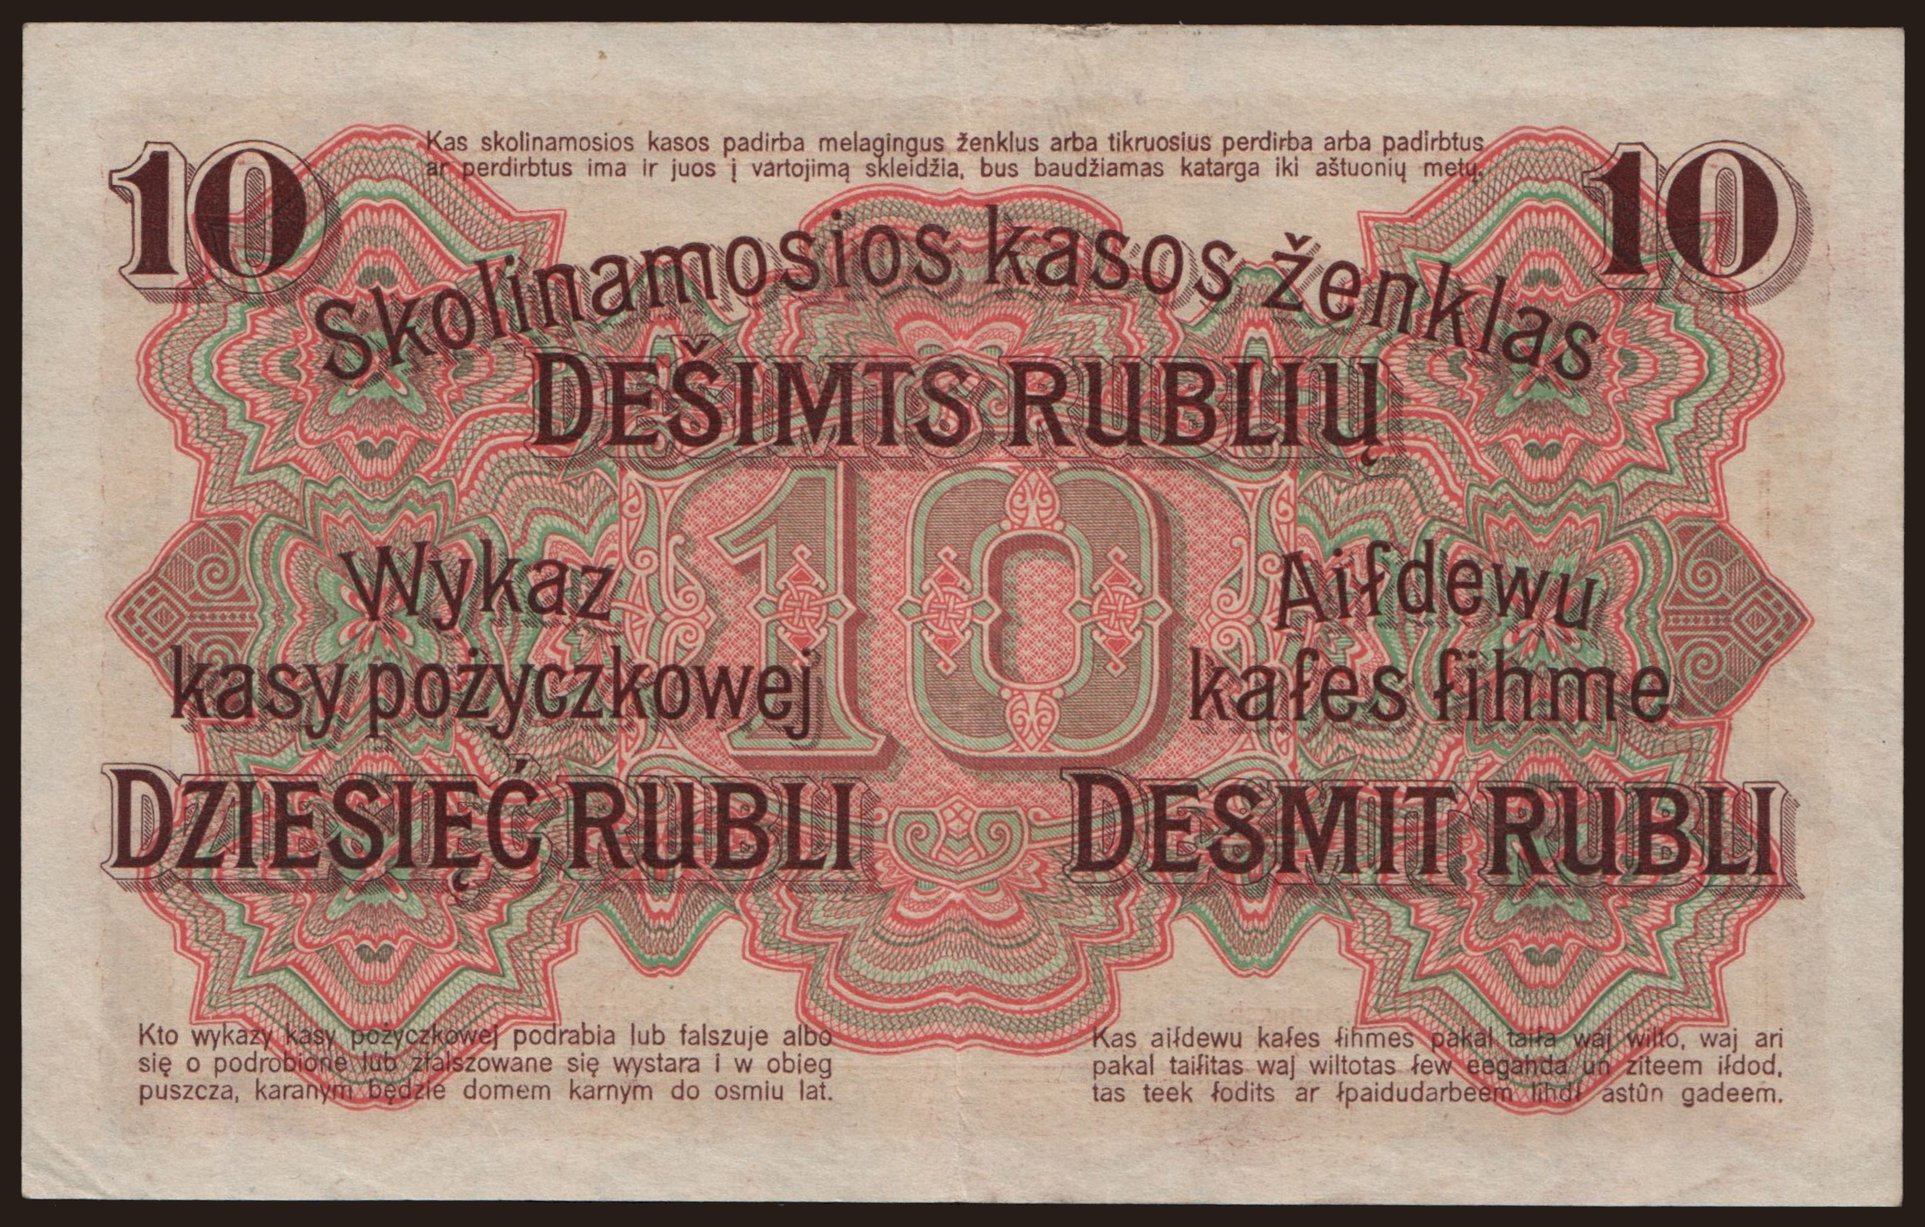 Kas skolinamosios kasos padirba melagingus ženklus arba tikruosius perdirba arba padirbtus
ar perdirbtus ima ir juos į vartojimą skleidžia, bus baudžiamas katarga iki aštuonių metų.
10
10
Skolinamosios kasos ženklas
DEŠIMTS RUBLIŲ
10
Wykaz
kasy pożyczkowej
DZIESIĘĆ RUBLI
Aiſdewu
kaſes ſihme
DESMIT RUBLI
Kto wykazy kasy pożyczkowej podrabia lub falszuje albo
się o podrobione lub zfalszowane się wystara i w obieg
puszcza, karanym będzie domem karnym do osmiu lat.
Kas aiſdewu kaſes ſihmes pakal taiſa waj wilto, waj ari
pakal taiſitas waj wiltotas ſew eeganda un ziteem iſdod,
tas teek ſodits ar ſpaidudarbeem lihdſ astûn gadeem.